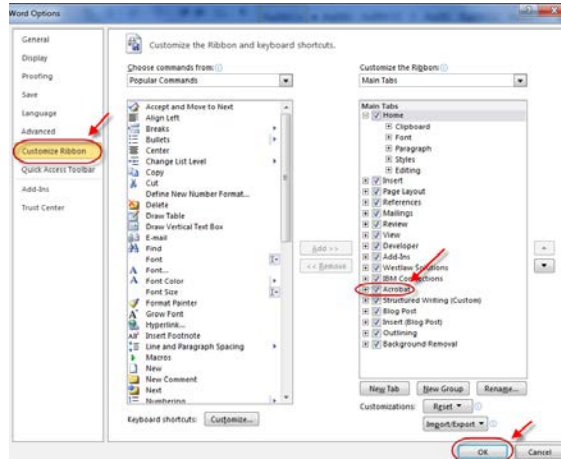 Word Options
General
Display
Proofing
Save
Language
Advanced
Customize Ribbon
Quick Access Toolbar
Add-Ins
Trust Center
Customize the Ribbon and keyboard shortcuts.
Choose commands from:
Popular Commands
Accept and Move to Next
Align Left
Breaks
Bullets
Center
Change List Level
Copy
Cut
Define New Number Format...
Delete
Draw Table
Draw Vertical Text Box
E-mail
Find
Font
Font...
Font Color
Font Size
Format Painter
Grow Font
Hyperlink...
Insert Footnote
Line and Paragraph Spacing
Macros
New
New Comment
Next
Numbering
Keyboard shortcuts: Customize...
Add >>
<< Remove
Customize the Ribbon:
Main Tabs
Main Tabs
Home
Clipboard
Font
Paragraph
Styles
Editing
Insert
Page Layout
References
Mailings
Review
View
Developer
Add-Ins
Westlaw Solutions
IBM Connections
Acrobat
Structured Writing (Custom)
Blog Post
Insert (Blog Post)
Outlining
Background Removal
New Tab New Group Rename...
Customizations: Reset
Import/Export
OK Cancel